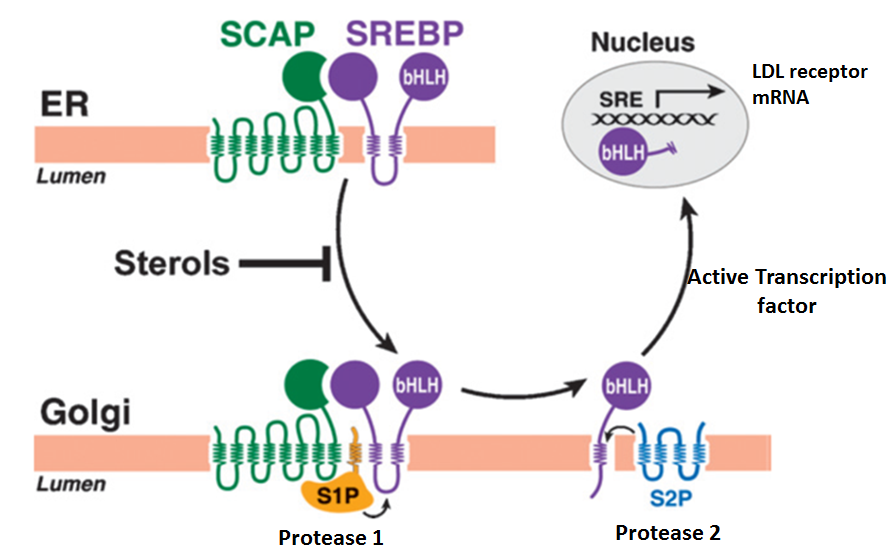 SCAP SREBP
bHLH
ER
Lumen
Nucleus
SRE
bHLH
LDL receptor
mRNA
Sterols
Active Transcription
factor
Golgi
Lumen
bHLH
S1P
Protease 1
bHLH
S2P
Protease 2